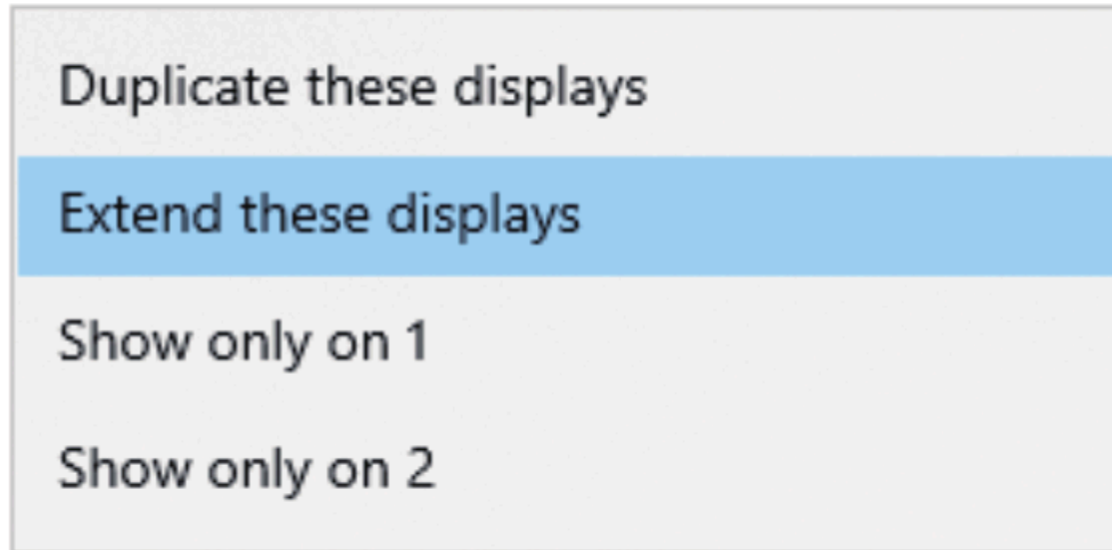 Duplicate these displays
Extend these displays
Show only on 1
Show only on 2